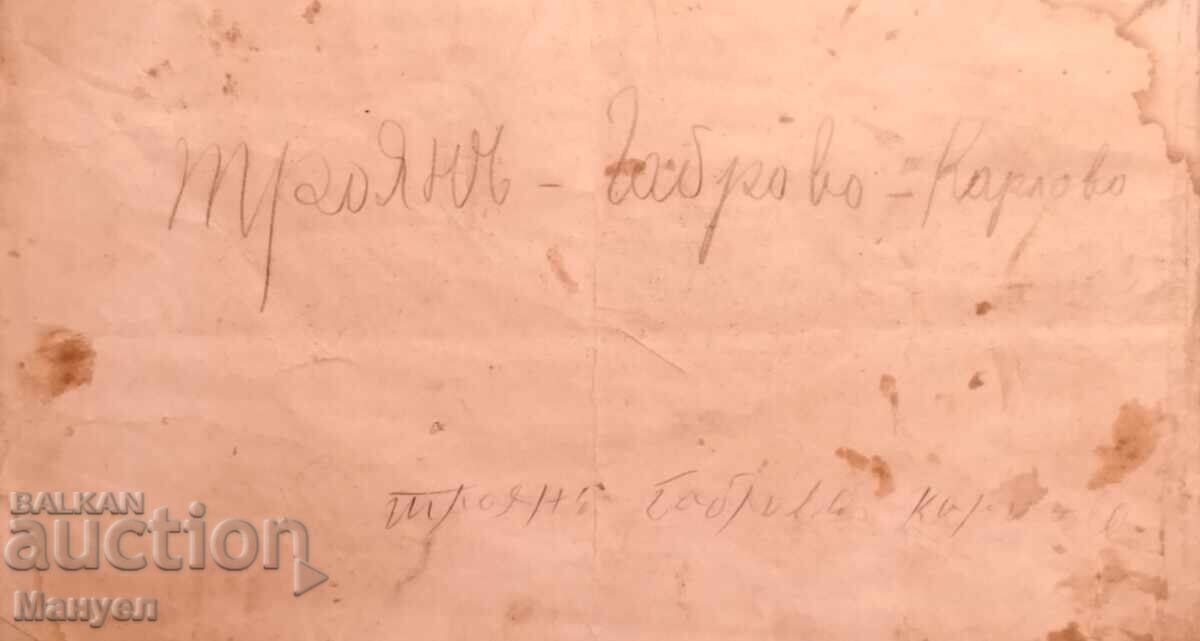 Троянъ - Габрово - Карлово
Троянъ Габрово
BALKAN
auction
Мануел